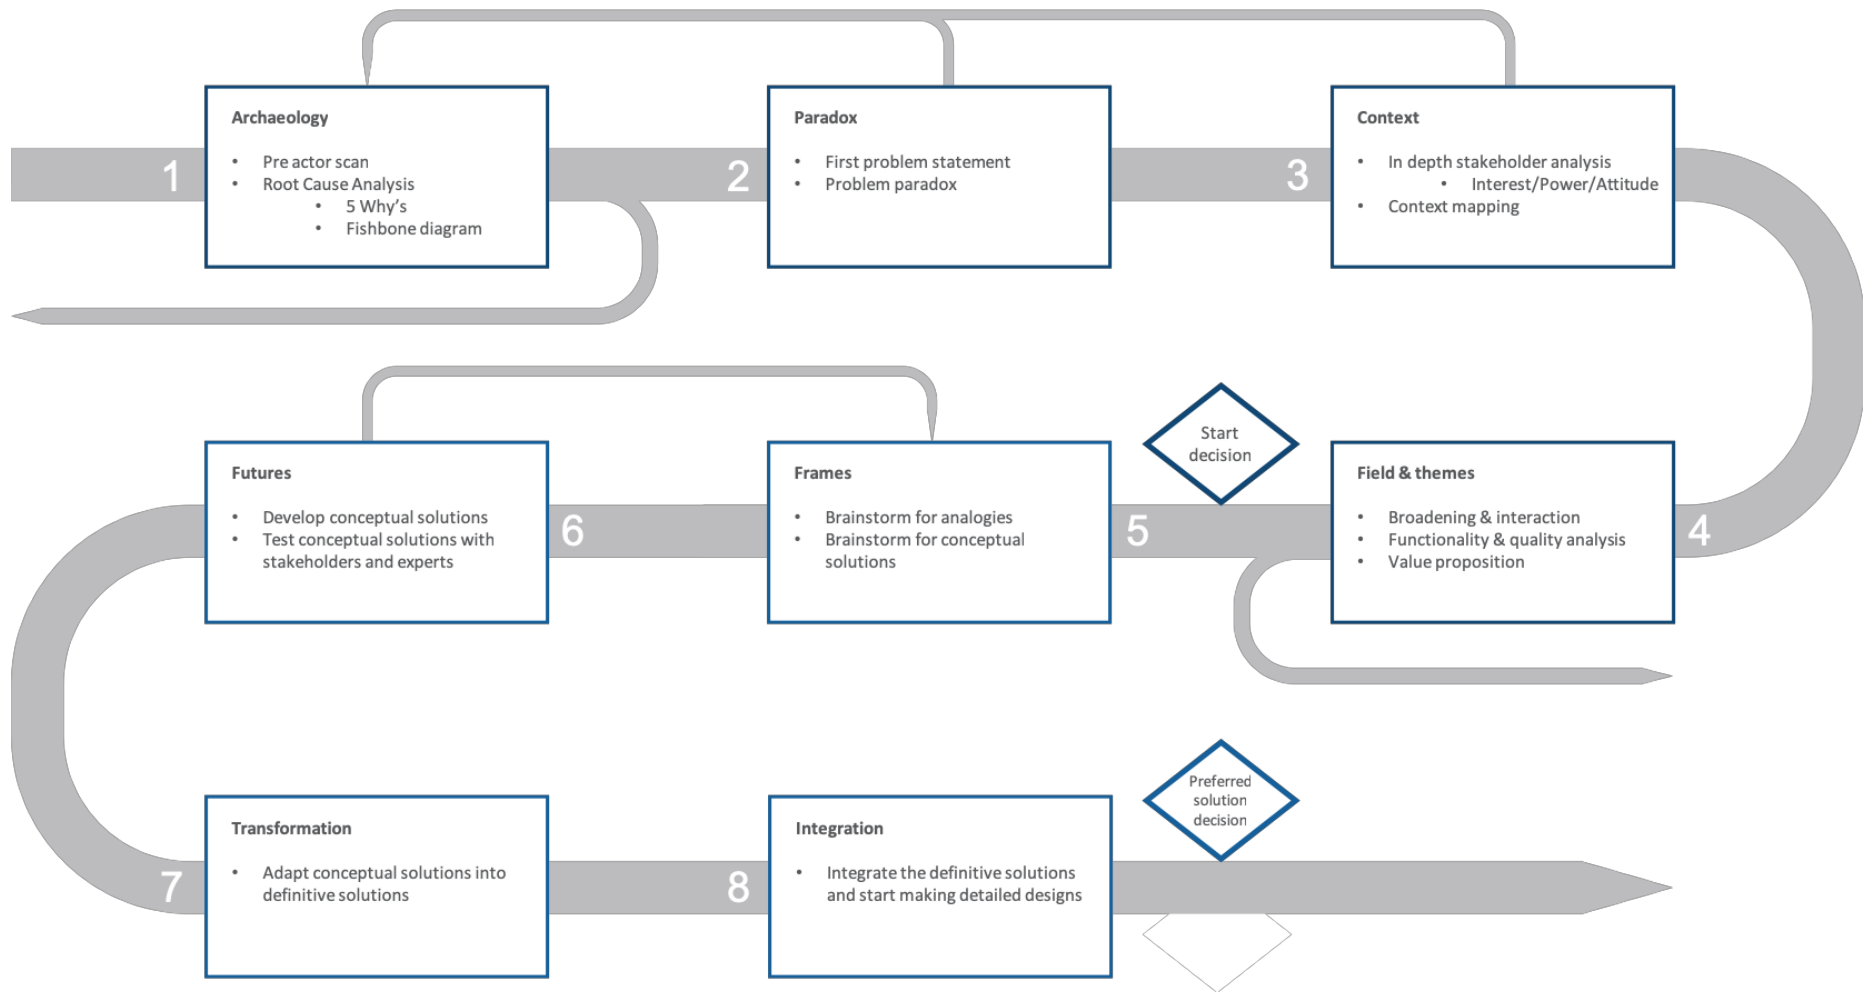 1
Archaeology
• Pre actor scan
• Root Cause Analysis
• 5 Why's
• Fishbone diagram
2
Paradox
• First problem statement
• Problem paradox
3
Context
• In depth stakeholder analysis
• Interest/Power/Attitude
• Context mapping
4
Field & themes
• Broadening & interaction
• Functionality & quality analysis
• Value proposition
Start
decision
5
Frames
• Brainstorm for analogies
• Brainstorm for conceptual
solutions
6
Futures
• Develop conceptual solutions
• Test conceptual solutions with
stakeholders and experts
7
Transformation
• Adapt conceptual solutions into
definitive solutions
8
Integration
• Integrate the definitive solutions
and start making detailed designs
Preferred
solution
decision